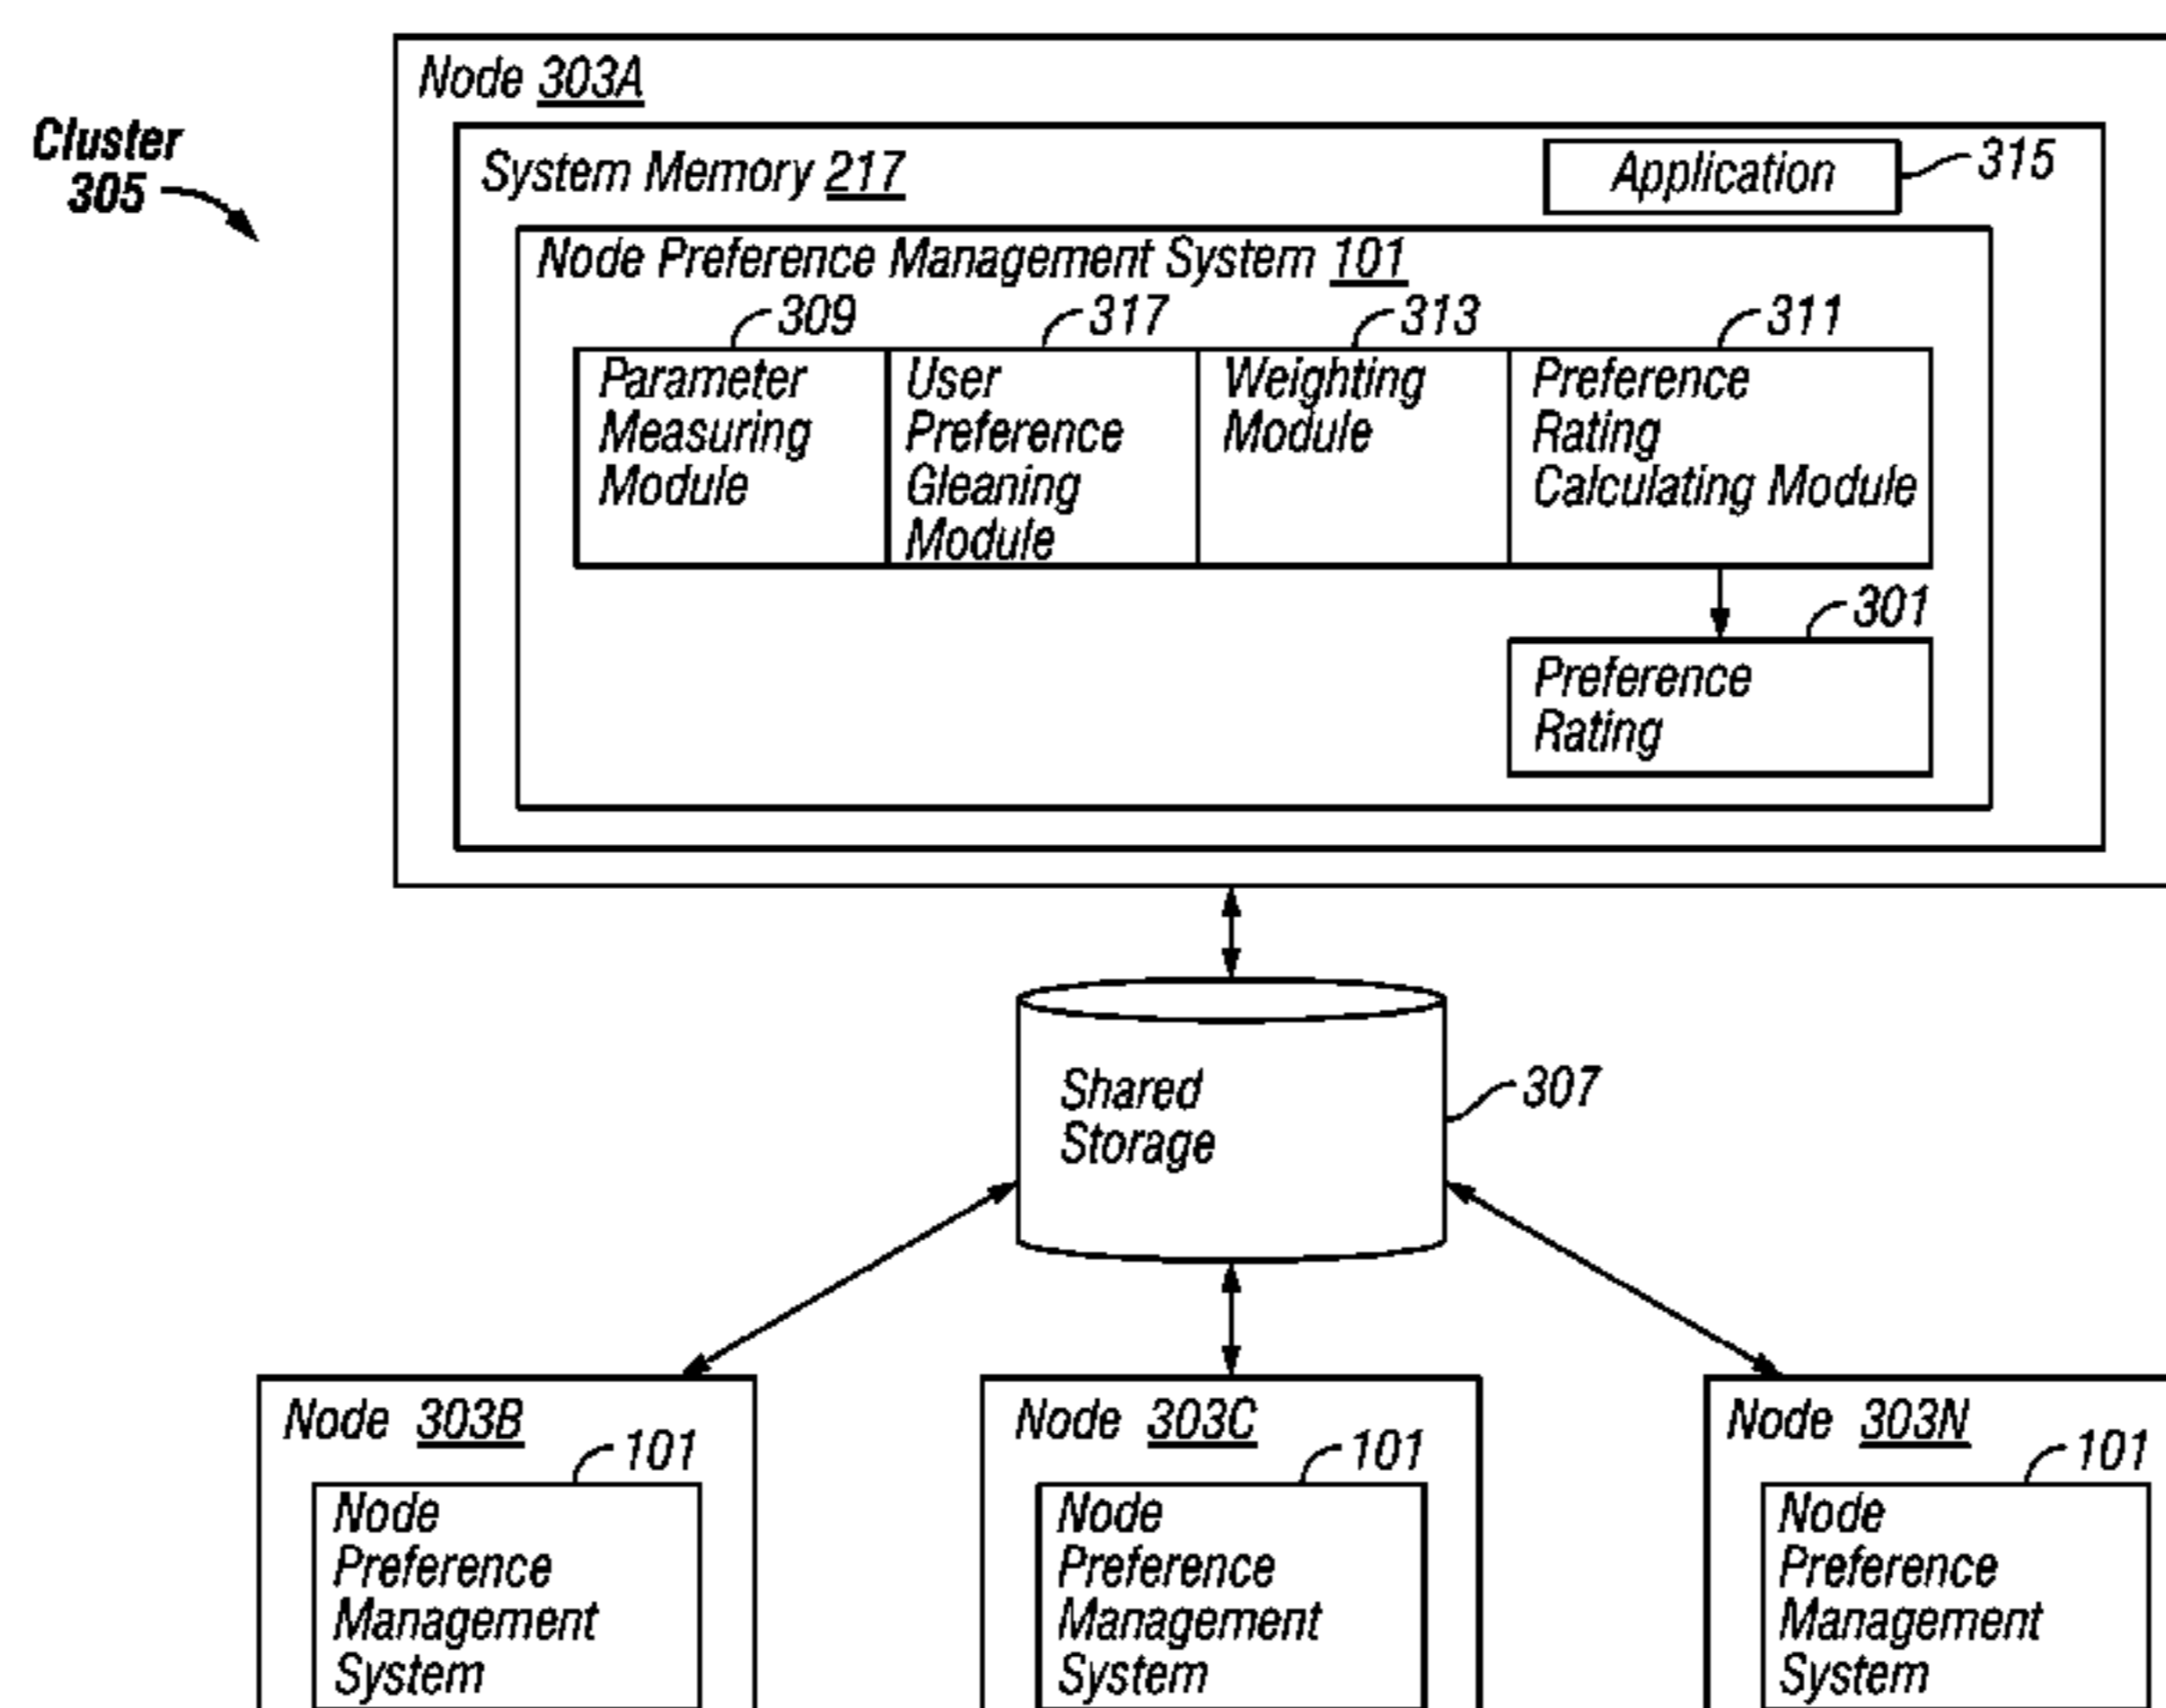 Node 303A
Cluster
305
System Memory 217
Application
315
Node Preference Management System 101
309
317
313
311
Parameter
Measuring
Module
User
Preference
Gleaning
Module
Weighting
Module
Preference
Rating
Calculating Module
301
Preference
Rating
Shared
Storage
307
Node 303B
101
Node
Preference
Management
System
Node 303C
101
Node
Preference
Management
System
Node 303N
101
Node
Preference
Management
System